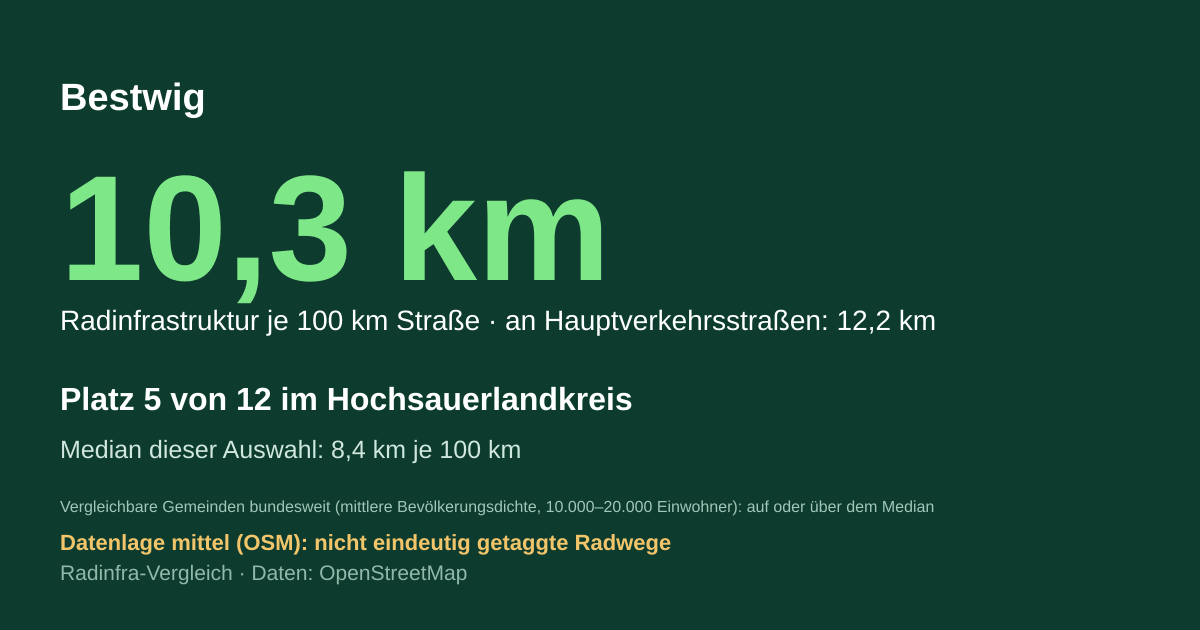 Bestwig
10,3 km
Radinfrastruktur je 100 km Straße · an Hauptverkehrsstraßen: 12,2 km
Platz 5 von 12 im Hochsauerlandkreis
Median dieser Auswahl: 8,4 km je 100 km
Vergleichbare Gemeinden bundesweit (mittlere Bevölkerungsdichte, 10.000–20.000 Einwohner): auf oder über dem Median
Datenlage mittel (OSM): nicht eindeutig getaggte Radwege
Radinfra-Vergleich · Daten: OpenStreetMap